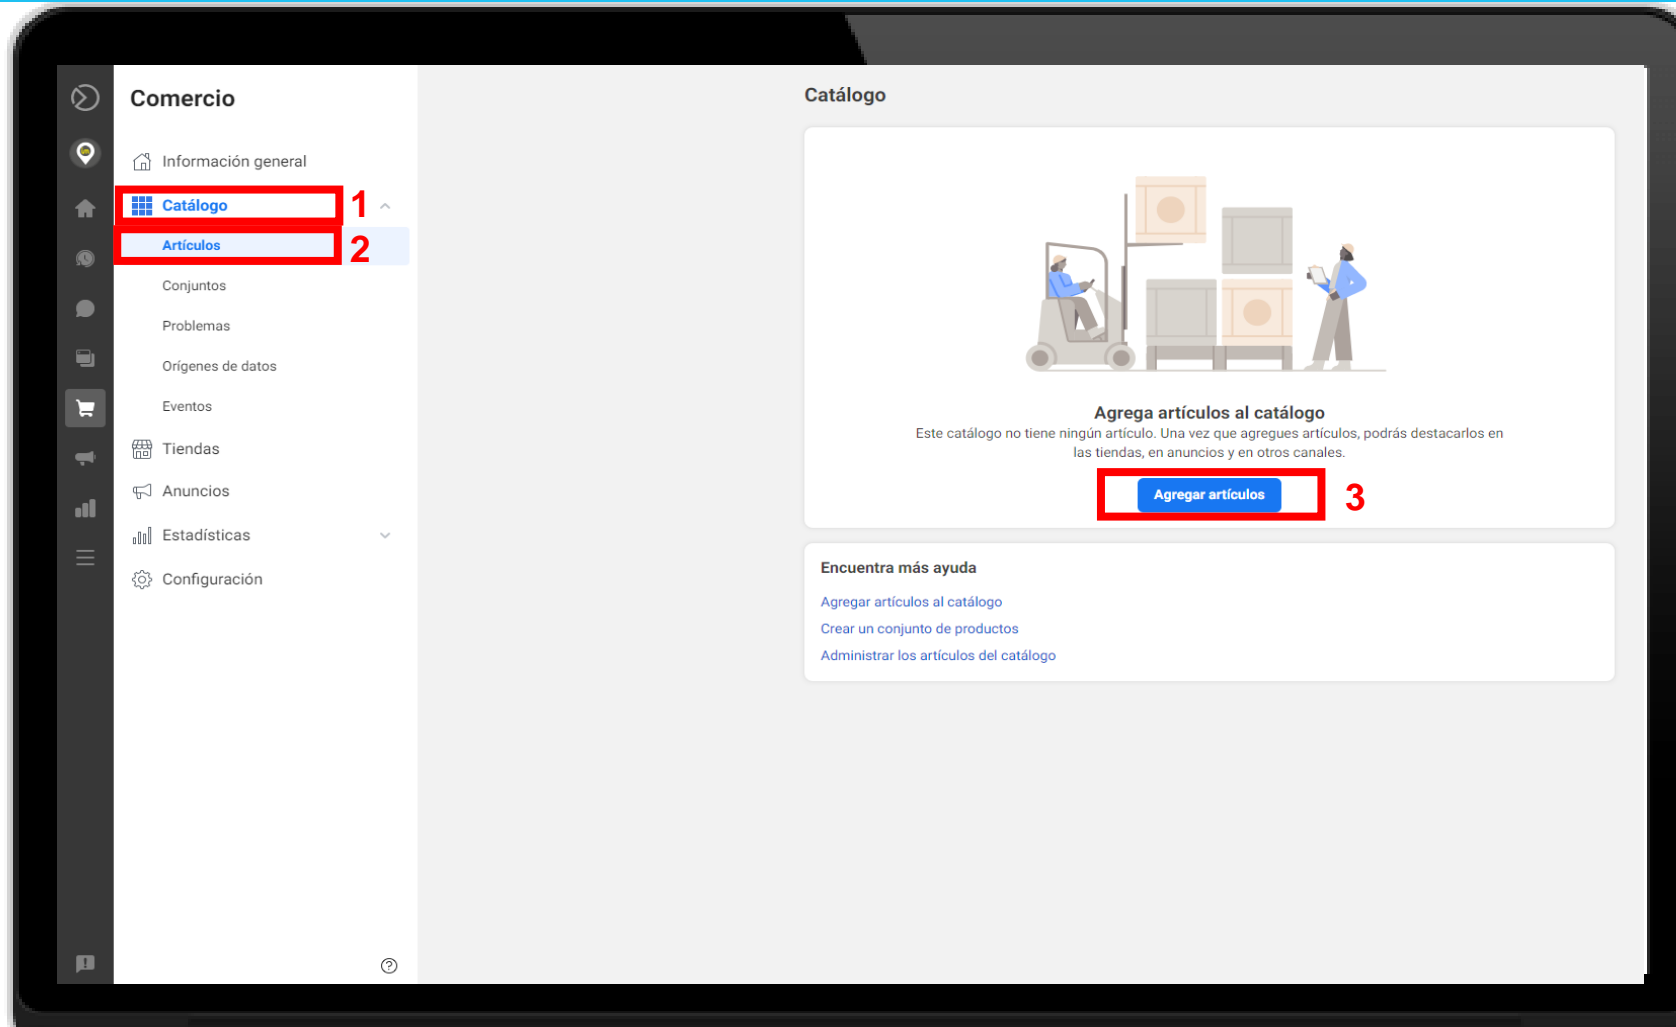 Comercio
Información general
Catálogo
1
Artículos
2
Conjuntos
Problemas
Orígenes de datos
Eventos
Tiendas
Anuncios
Estadísticas
Configuración
Catálogo
Agrega artículos al catálogo
Este catálogo no tiene ningún artículo. Una vez que agregues artículos, podrás destacarlos en
las tiendas, en anuncios y en otros canales.
Agregar artículos
3
Encuentra más ayuda
Agregar artículos al catálogo
Crear un conjunto de productos
Administrar los artículos del catálogo